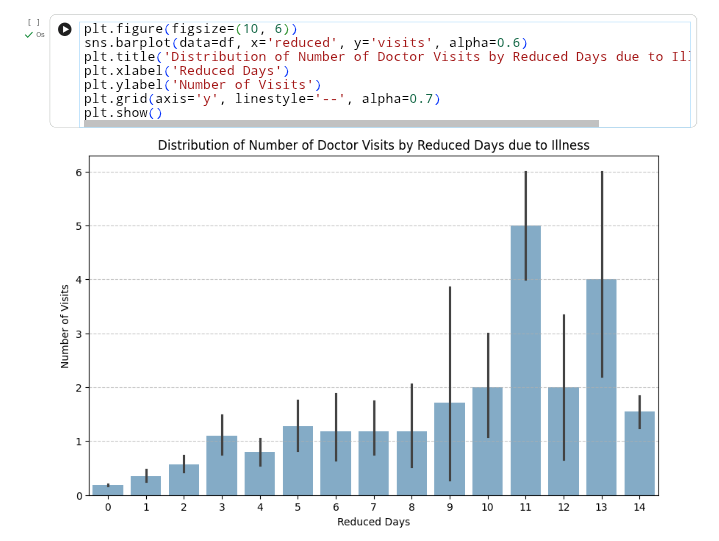 [ ]
0s
plt.figure(figsize=(10, 6))
sns.barplot(data=df, x='reduced', y='visits', alpha=0.6)
plt.title('Distribution of Number of Doctor Visits by Reduced Days due to Ill
plt.xlabel('Reduced Days')
plt.ylabel('Number of Visits')
plt.grid(axis='y', linestyle='--', alpha=0.7)
plt.show()
Distribution of Number of Doctor Visits by Reduced Days due to Illness
6
5
4
3
2
1
0
Number of Visits
0 1 2 3 4 5 6 7 8 9 10 11 12 13 14
Reduced Days